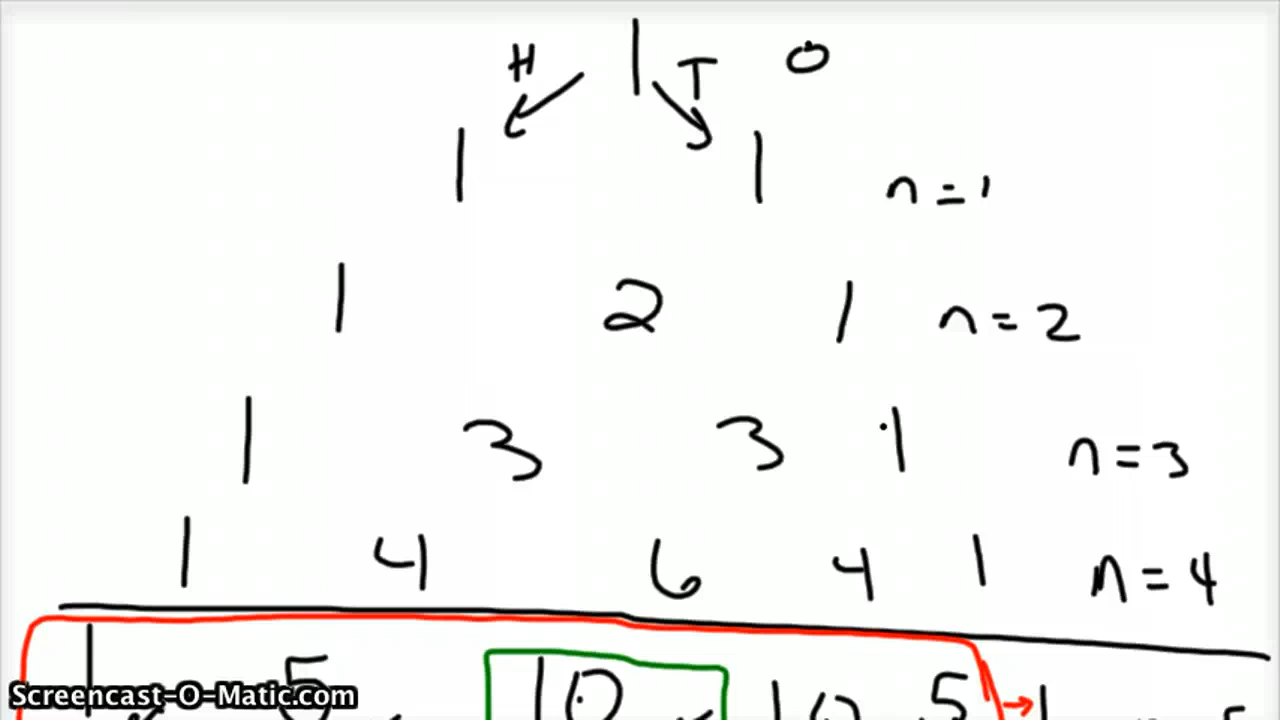 H 1 T 0
1 1 n=1
1 2 1 n=2
1 3 3 1 n=3
1 4 6 4 1 n=4
1 5 10 10 5 1
Screencast-O-Matic.com